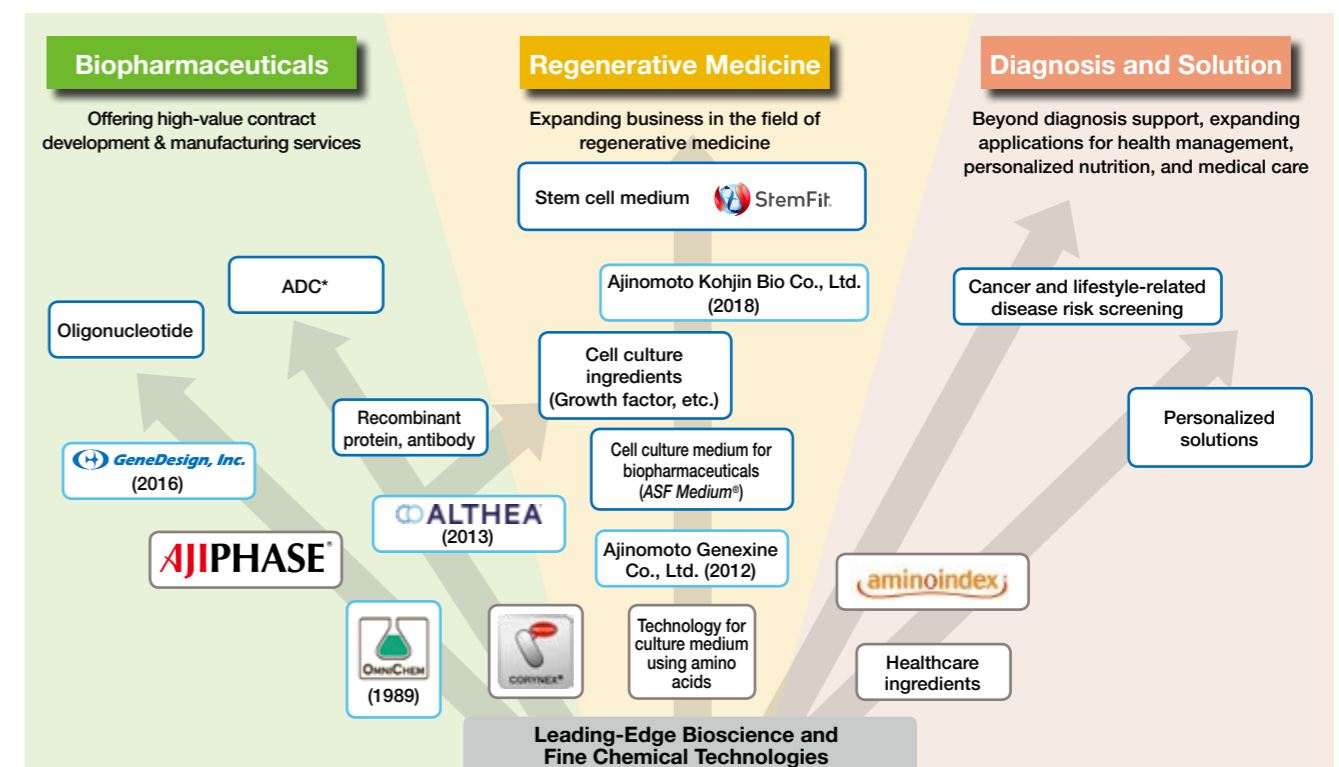 Biopharmaceuticals
Offering high-value contract
development & manufacturing services
Oligonucleotide
ADC*
Recombinant
protein, antibody
GeneDesign, Inc.
(2016)
ALTHEA
(2013)
AJIPHASE®
OMNICHEM
(1989)
CORYNEX®
Regenerative Medicine
Expanding business in the field of
regenerative medicine
Stem cell medium StemFit
Ajinomoto Kohjin Bio Co., Ltd.
(2018)
Cell culture
ingredients
(Growth factor, etc.)
Cell culture medium for
biopharmaceuticals
(ASF Medium®)
Ajinomoto Genexine
Co., Ltd. (2012)
Technology for
culture medium
using amino
acids
Diagnosis and Solution
Beyond diagnosis support, expanding
applications for health management,
personalized nutrition, and medical care
Cancer and lifestyle-related
disease risk screening
Personalized
solutions
aminoindex
Healthcare
ingredients
Leading-Edge Bioscience and
Fine Chemical Technologies